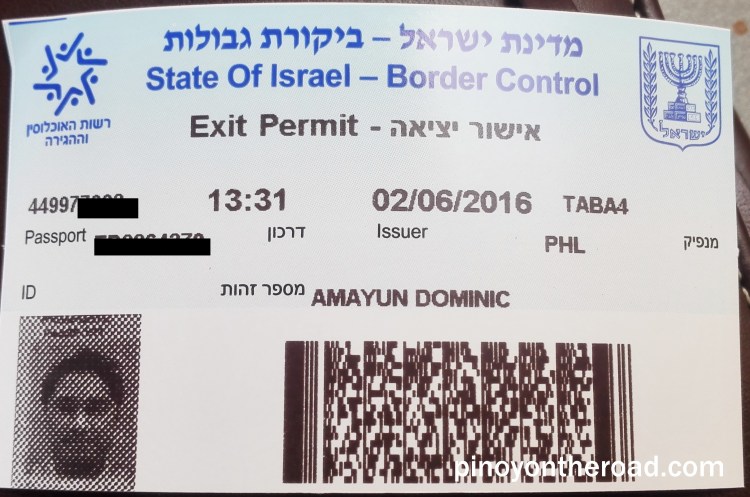 מדינת ישראל – ביקורת גבולות
State Of Israel – Border Control
רשות האוכלוסין
וההגירה
ישראל
Exit Permit - אישור יציאה
13:31 02/06/2016 TABA4
Passport דרכון Issuer PHL מנפיק
ID מספר זהות AMAYUN DOMINIC
pinoyontheroad.com